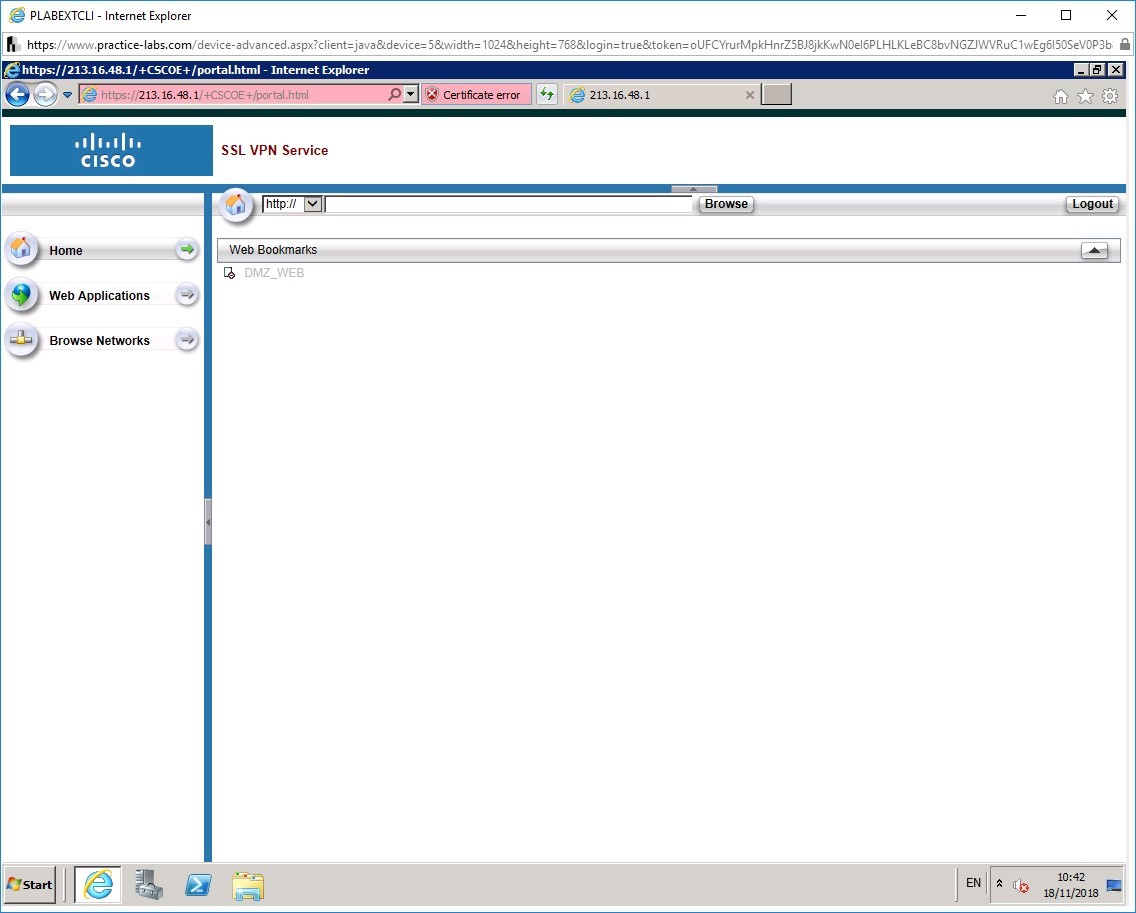 PLABEXTCLI - Internet Explorer
https://www.practice-labs.com/device-advanced.aspx?client=java&device=5&width=1024&height=768&login=true&token=oUFCYrurMpkHnrZ5BJ8jkKwN0eI6PLHLKLeBC8bvNGZJWVRuC1wEg6I50SeV0P3b
https://213.16.48.1/+CSCOE+/portal.html - Internet Explorer
https://213.16.48.1/+CSCOE+/portal.html
Certificate error
213.16.48.1
CISCO
SSL VPN Service
http://
Browse
Logout
Home
Web Applications
Browse Networks
Web Bookmarks
DMZ_WEB
Start
EN
10:42
18/11/2018